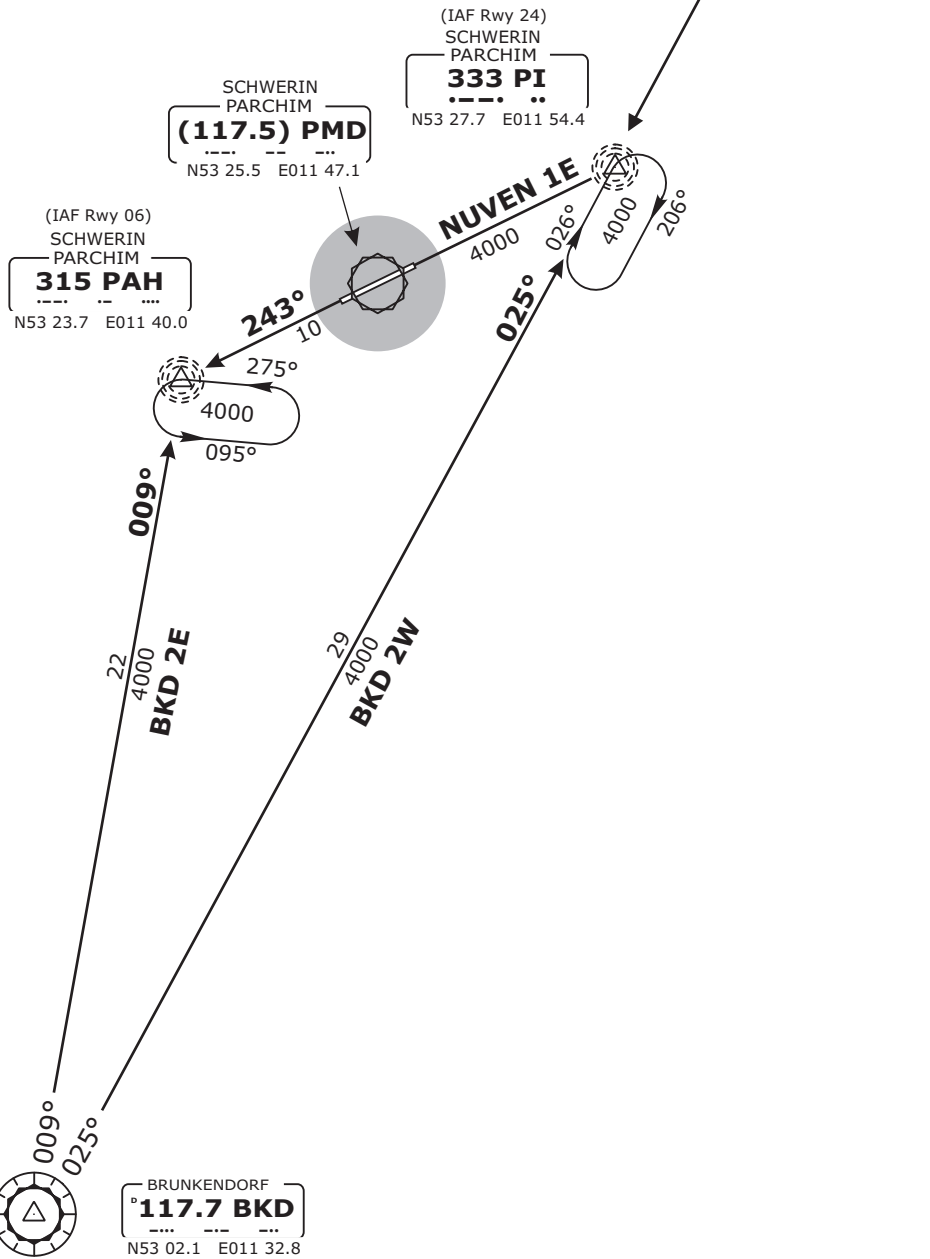 (IAF Rwy 24)
SCHWERIN
PARCHIM
333 PI
N53 27.7 E011 54.4
SCHWERIN
PARCHIM
(117.5) PMD
N53 25.5 E011 47.1
(IAF Rwy 06)
SCHWERIN
PARCHIM
315 PAH
N53 23.7 E011 40.0
NUVEN 1E
4000
026°
4000
206°
025°
243°
10
275°
4000
095°
009°
22
4000
BKD 2E
29
4000
BKD 2W
009°
025°
BRUNKENDORF
D 117.7 BKD
N53 02.1 E011 32.8